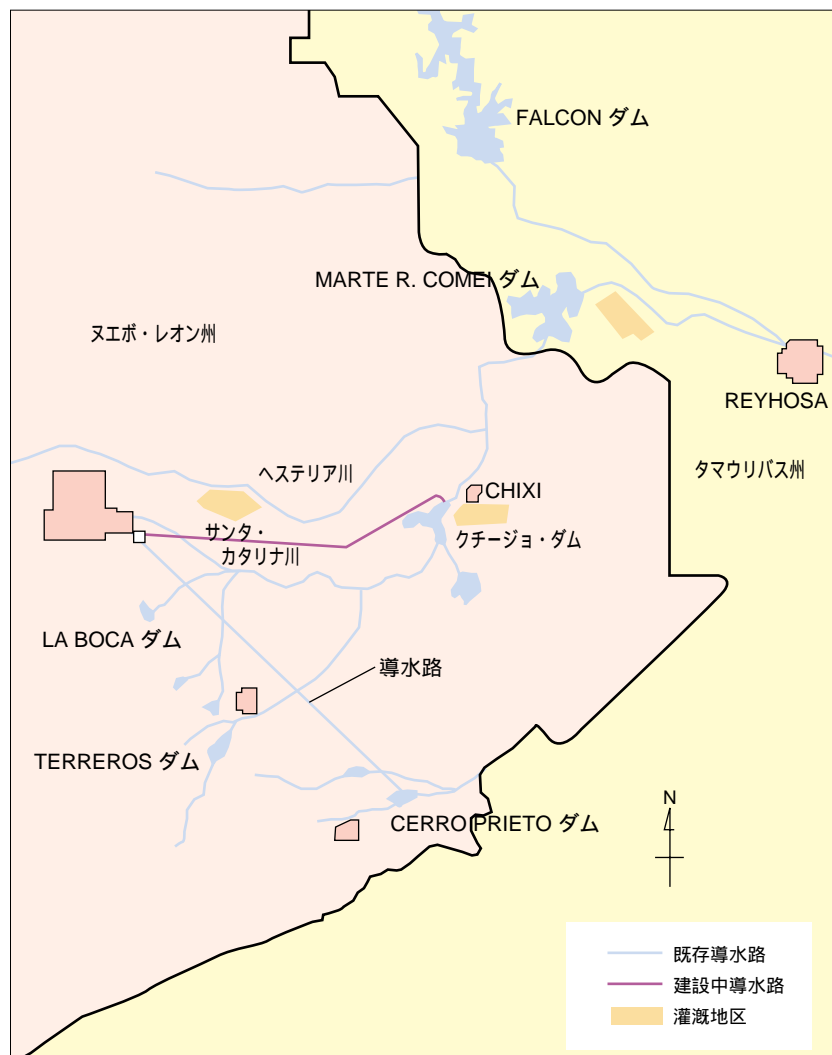 FALCON ダム
MARTE R. COMEI ダム
ヌエボ・レオン州
REYHOSA
ヘステリア川
CHIXI
タマウリバス州
サンタ・
カタリナ川
クチージョ・ダム
LA BOCA ダム
導水路
TERREROS ダム
CERRO PRIETO ダム
N
既存導水路
建設中導水路
灌漑地区